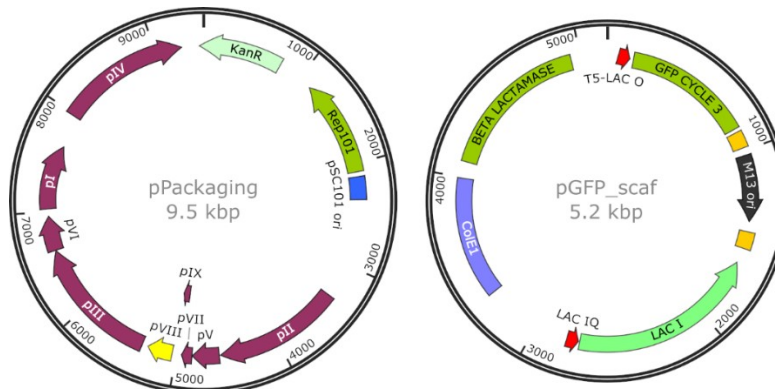 KanR
1000
Rep101
2000
pSC101 ori
3000
pII
4000
pV
pVII
pIX
5000
pVIII
6000
pIII
pVI
7000
pI
8000
pIV
9000
pPackaging
9.5 kbp
T5-LAC O
GFP CYCLE 3
1000
M13 ori
2000
LAC I
LAC IQ
3000
ColE1
4000
BETA LACTAMASE
5000
pGFP_scaf
5.2 kbp